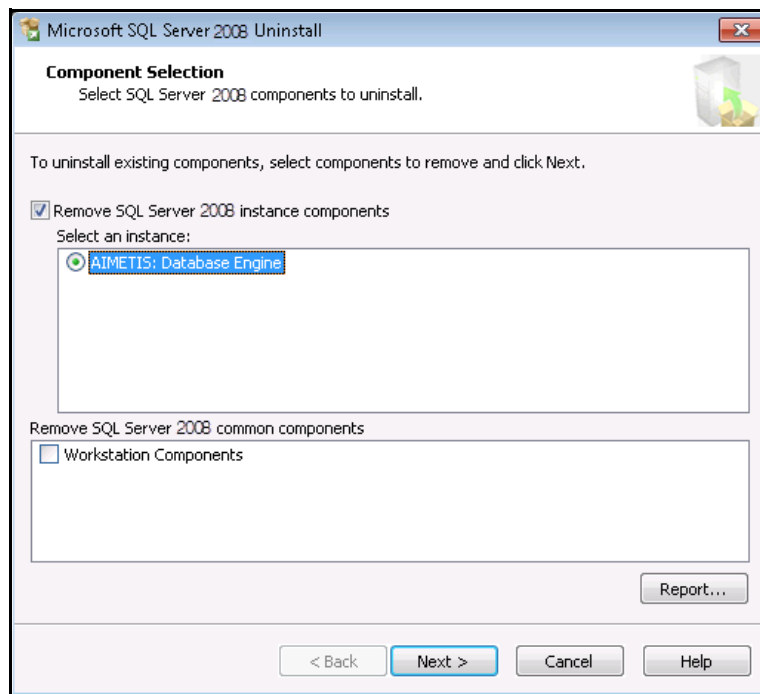 Microsoft SQL Server 2008 Uninstall
Component Selection
Select SQL Server 2008 components to uninstall.
To uninstall existing components, select components to remove and click Next.
Remove SQL Server 2008 instance components
Select an instance:
AIMETIS: Database Engine
Remove SQL Server 2008 common components
Workstation Components
Report...
< Back Next > Cancel Help